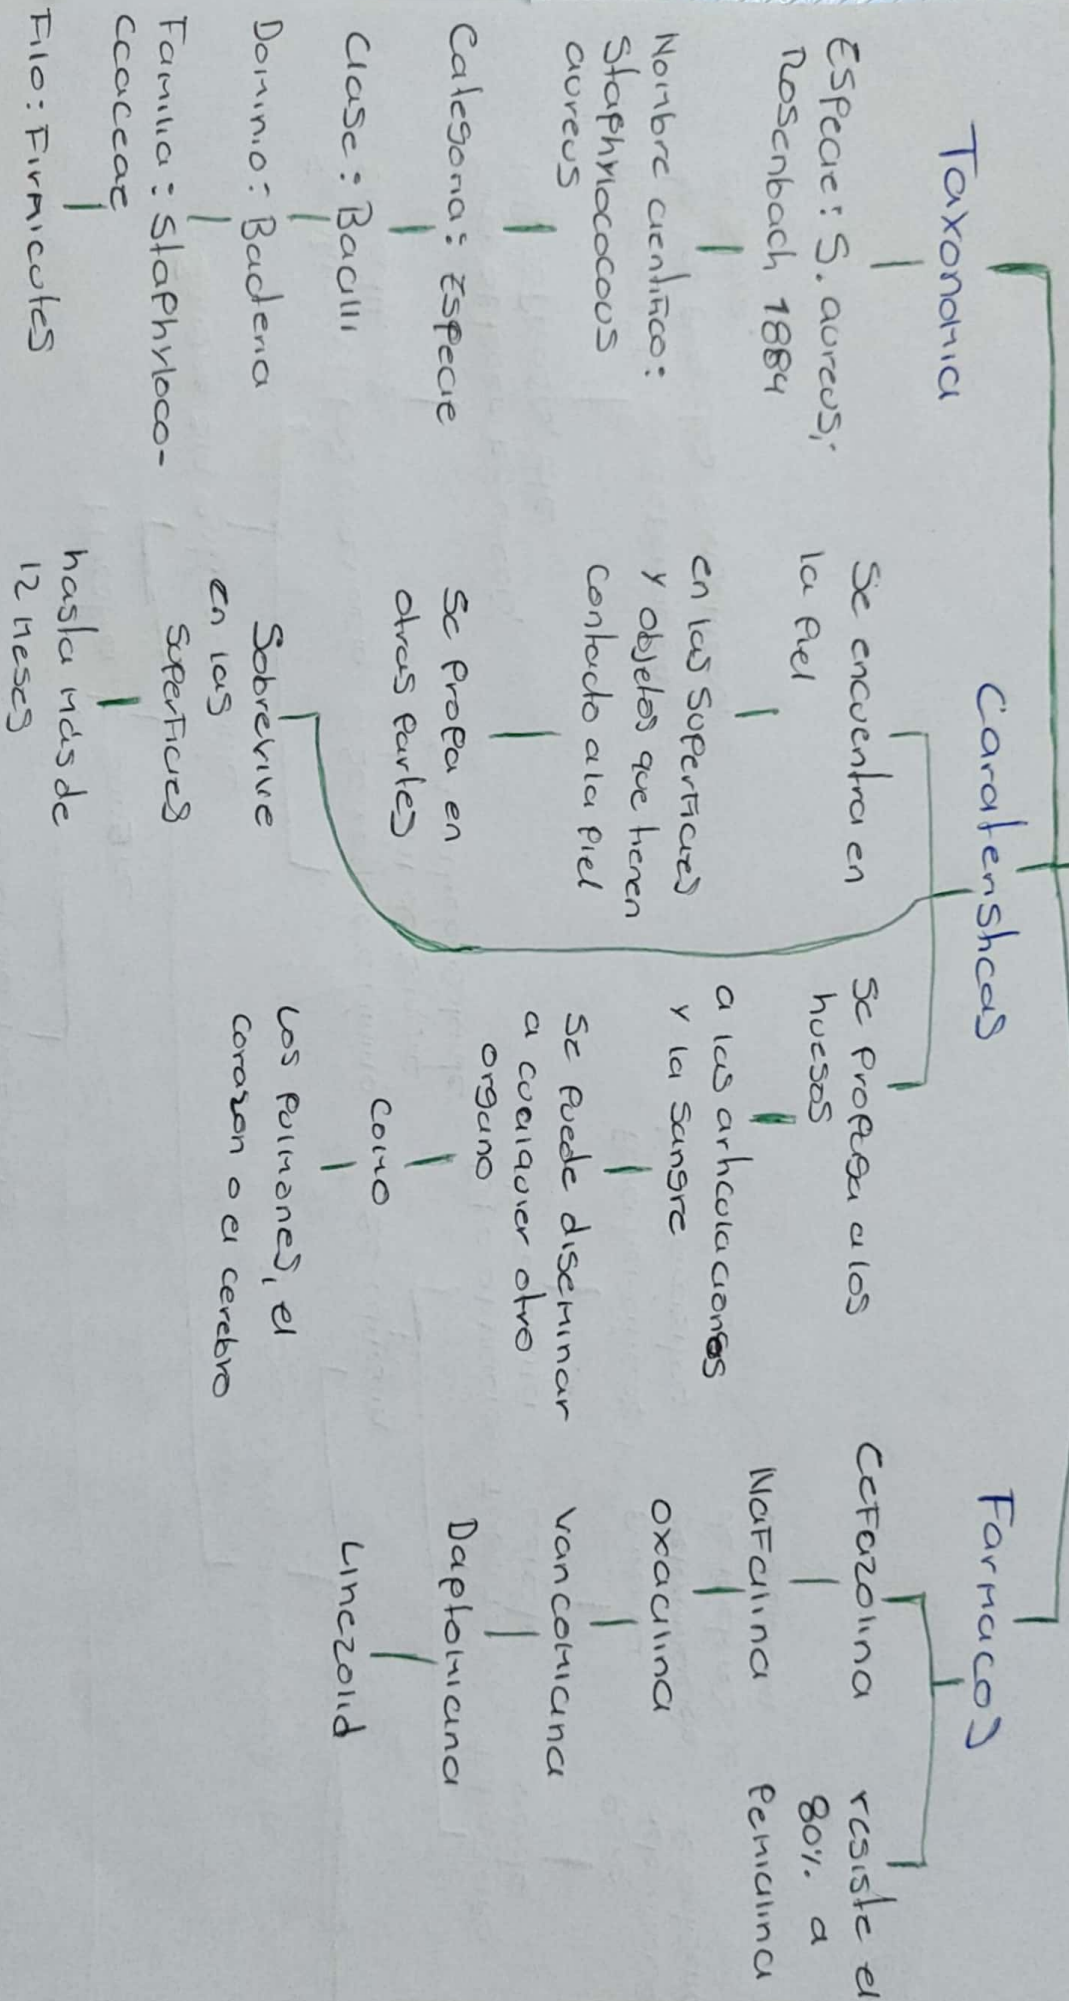 Taxonomia
Especie: S. aureus;
Rosenbach 1884
Nombre cientifico:
Staphylococcus
aureus
Categoria: Especie
Clase: Bacilli
Dominio: Bacteria
Familia: Staphyloco-
ccaceae
Filo: Firmicutes
Caratersticas
Se encuentra en
la piel
en las superficies
y objetos que tienen
contacto a la piel
Se propa en
otras partes
Sobrevive
en las
superficies
hasta más de
12 meses
Se propaga a los
huesos
a las articulaciones
y la sangre
Se puede diseminar
a cualquier otro
organo
Como
Los pulmones, el
corazon o el cerebro
Farmacos
Cefazolina
Nafcilina
oxacilina
Vancomicina
Daptomicina
Linezolid
resiste el
80% a
Penicilina